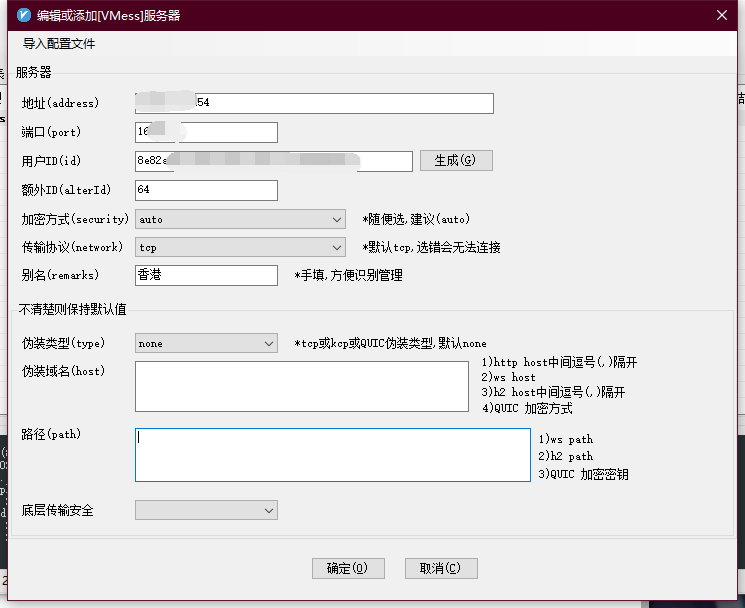 编辑或添加[VMess]服务器
导入配置文件
服务器
地址(address) 54
端口(port) 16
用户ID(id) 8e82 生成(G)
额外ID(alterId) 64
加密方式(security) auto *随便选,建议(auto)
传输协议(network) tcp *默认tcp,选错会无法连接
别名(remarks) 香港 *手填,方便识别管理
不清楚则保持默认值
伪装类型(type) none *tcp或kcp或QUIC伪装类型,默认none
伪装域名(host)
1)http host中间逗号(,)隔开
2)ws host
3)h2 host中间逗号(,)隔开
4)QUIC 加密方式
路径(path)
1)ws path
2)h2 path
3)QUIC 加密密钥
底层传输安全
确定(O) 取消(C)